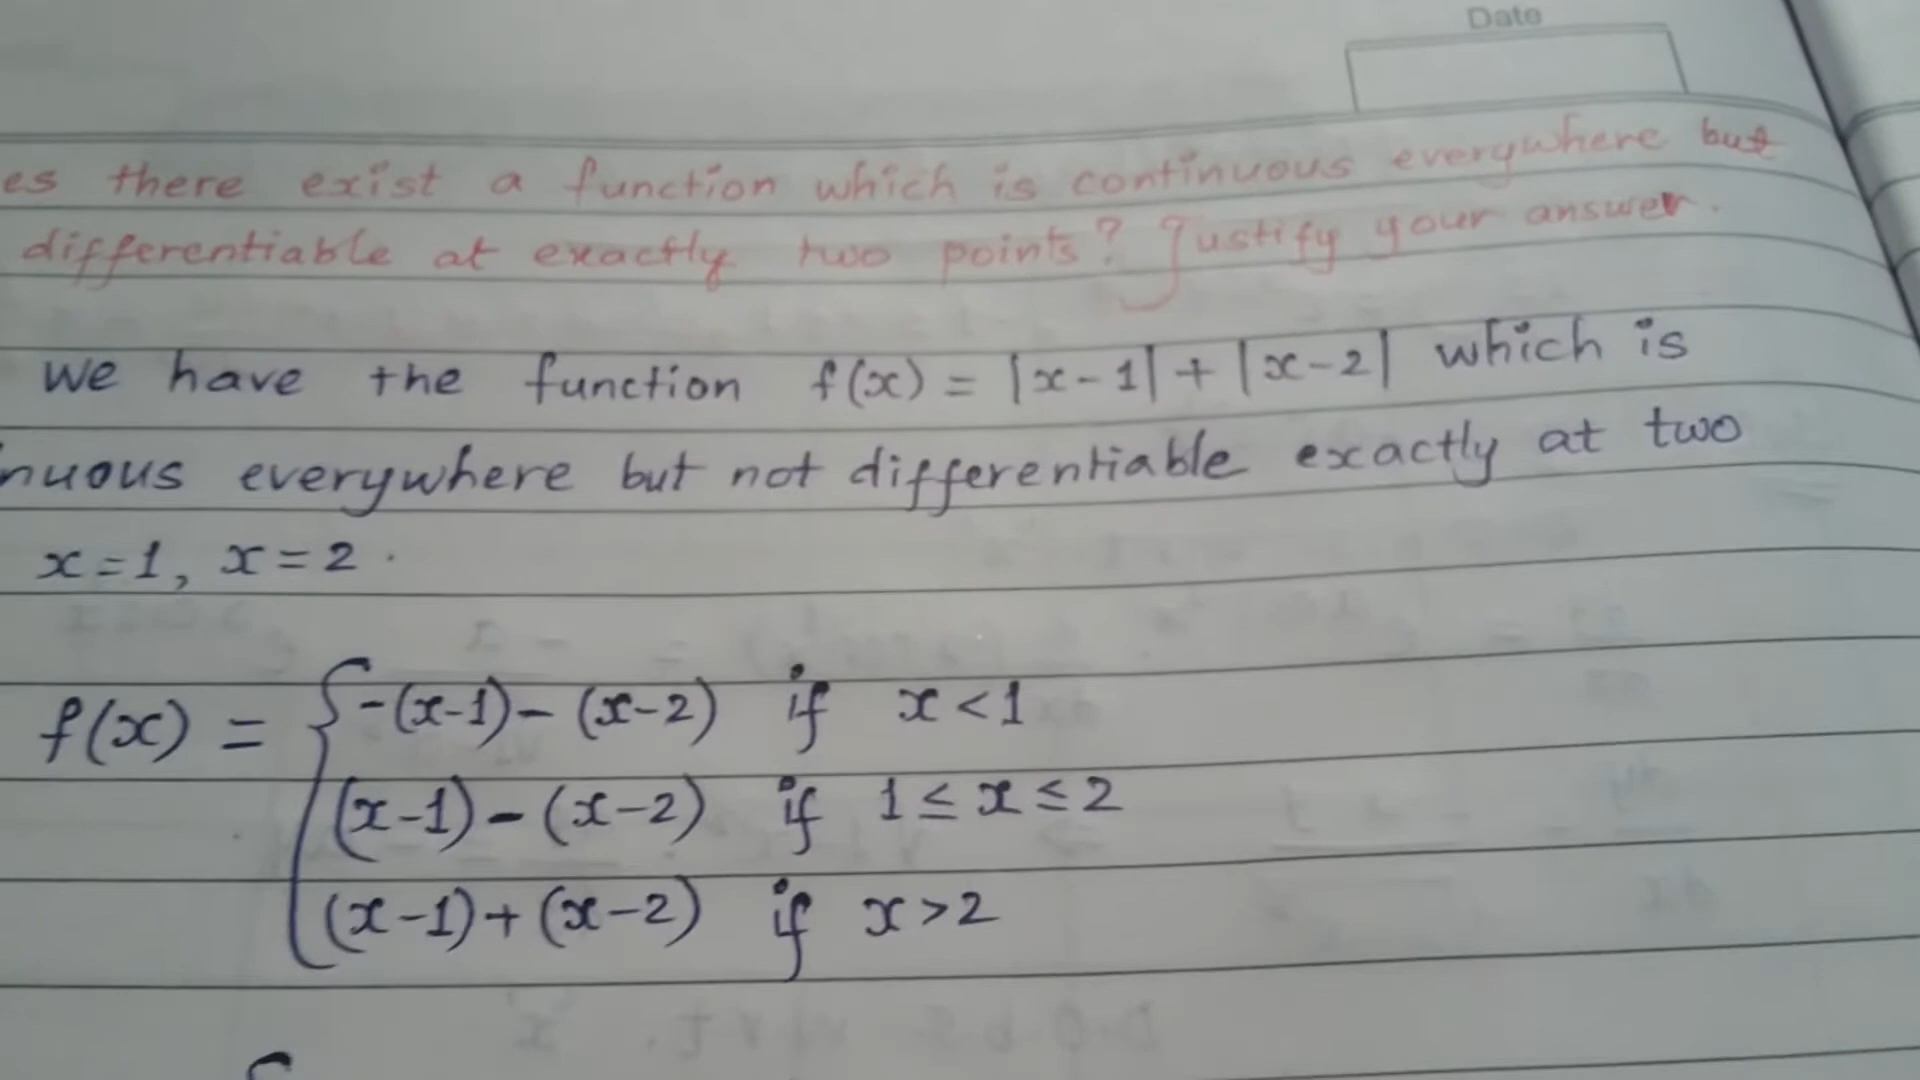 Date
es there exist a function which is continuous everywhere but
differentiable at exactly two points? Justify your answer.
we have the function f(x) = |x-1| + |x-2| which is
nuous everywhere but not differentiable exactly at two
x=1, x=2.
f(x) = { -(x-1) - (x-2) if x<1
(x-1) - (x-2) if 1≤x≤2
(x-1) + (x-2) if x>2